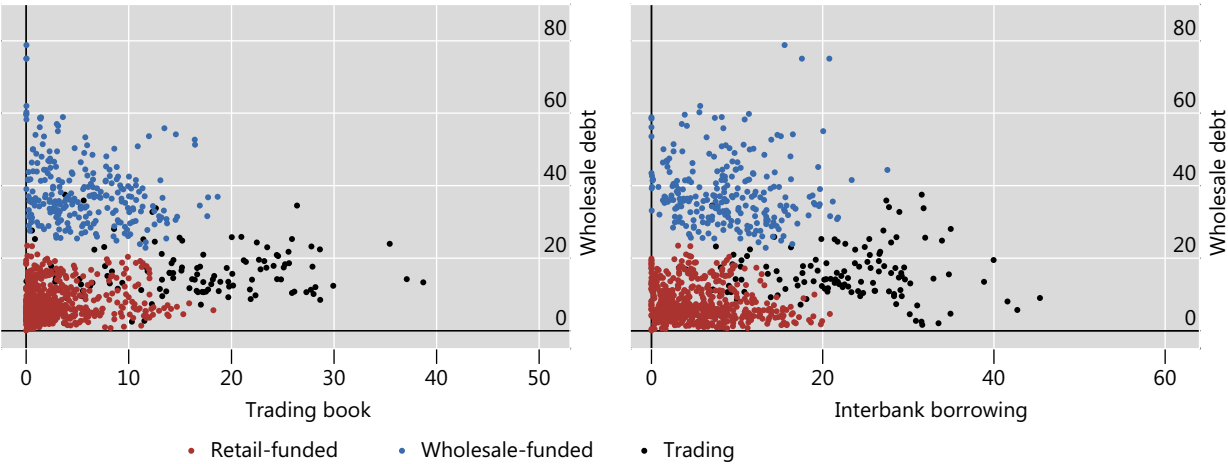 80
60
40
20
0
Wholesale debt
0 10 20 30 40 50
Trading book
80
60
40
20
0
Wholesale debt
0 20 40 60
Interbank borrowing
Retail-funded Wholesale-funded Trading